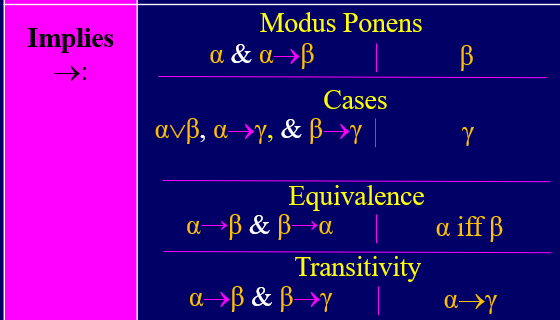 Implies
→:
Modus Ponens
α & α→β | β
Cases
α∨β, α→γ, & β→γ | γ
Equivalence
α→β & β→α | α iff β
Transitivity
α→β & β→γ | α→γ